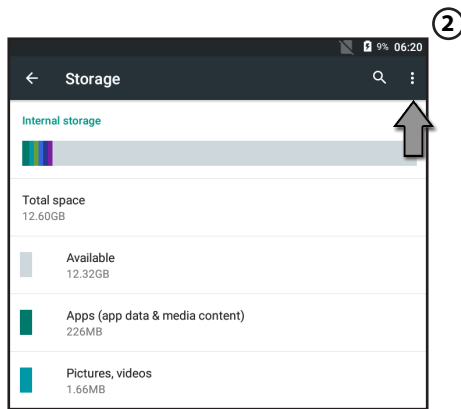 ②
9% 06:20
Storage
Internal storage
Total space
12.60GB
Available
12.32GB
Apps (app data & media content)
226MB
Pictures, videos
1.66MB